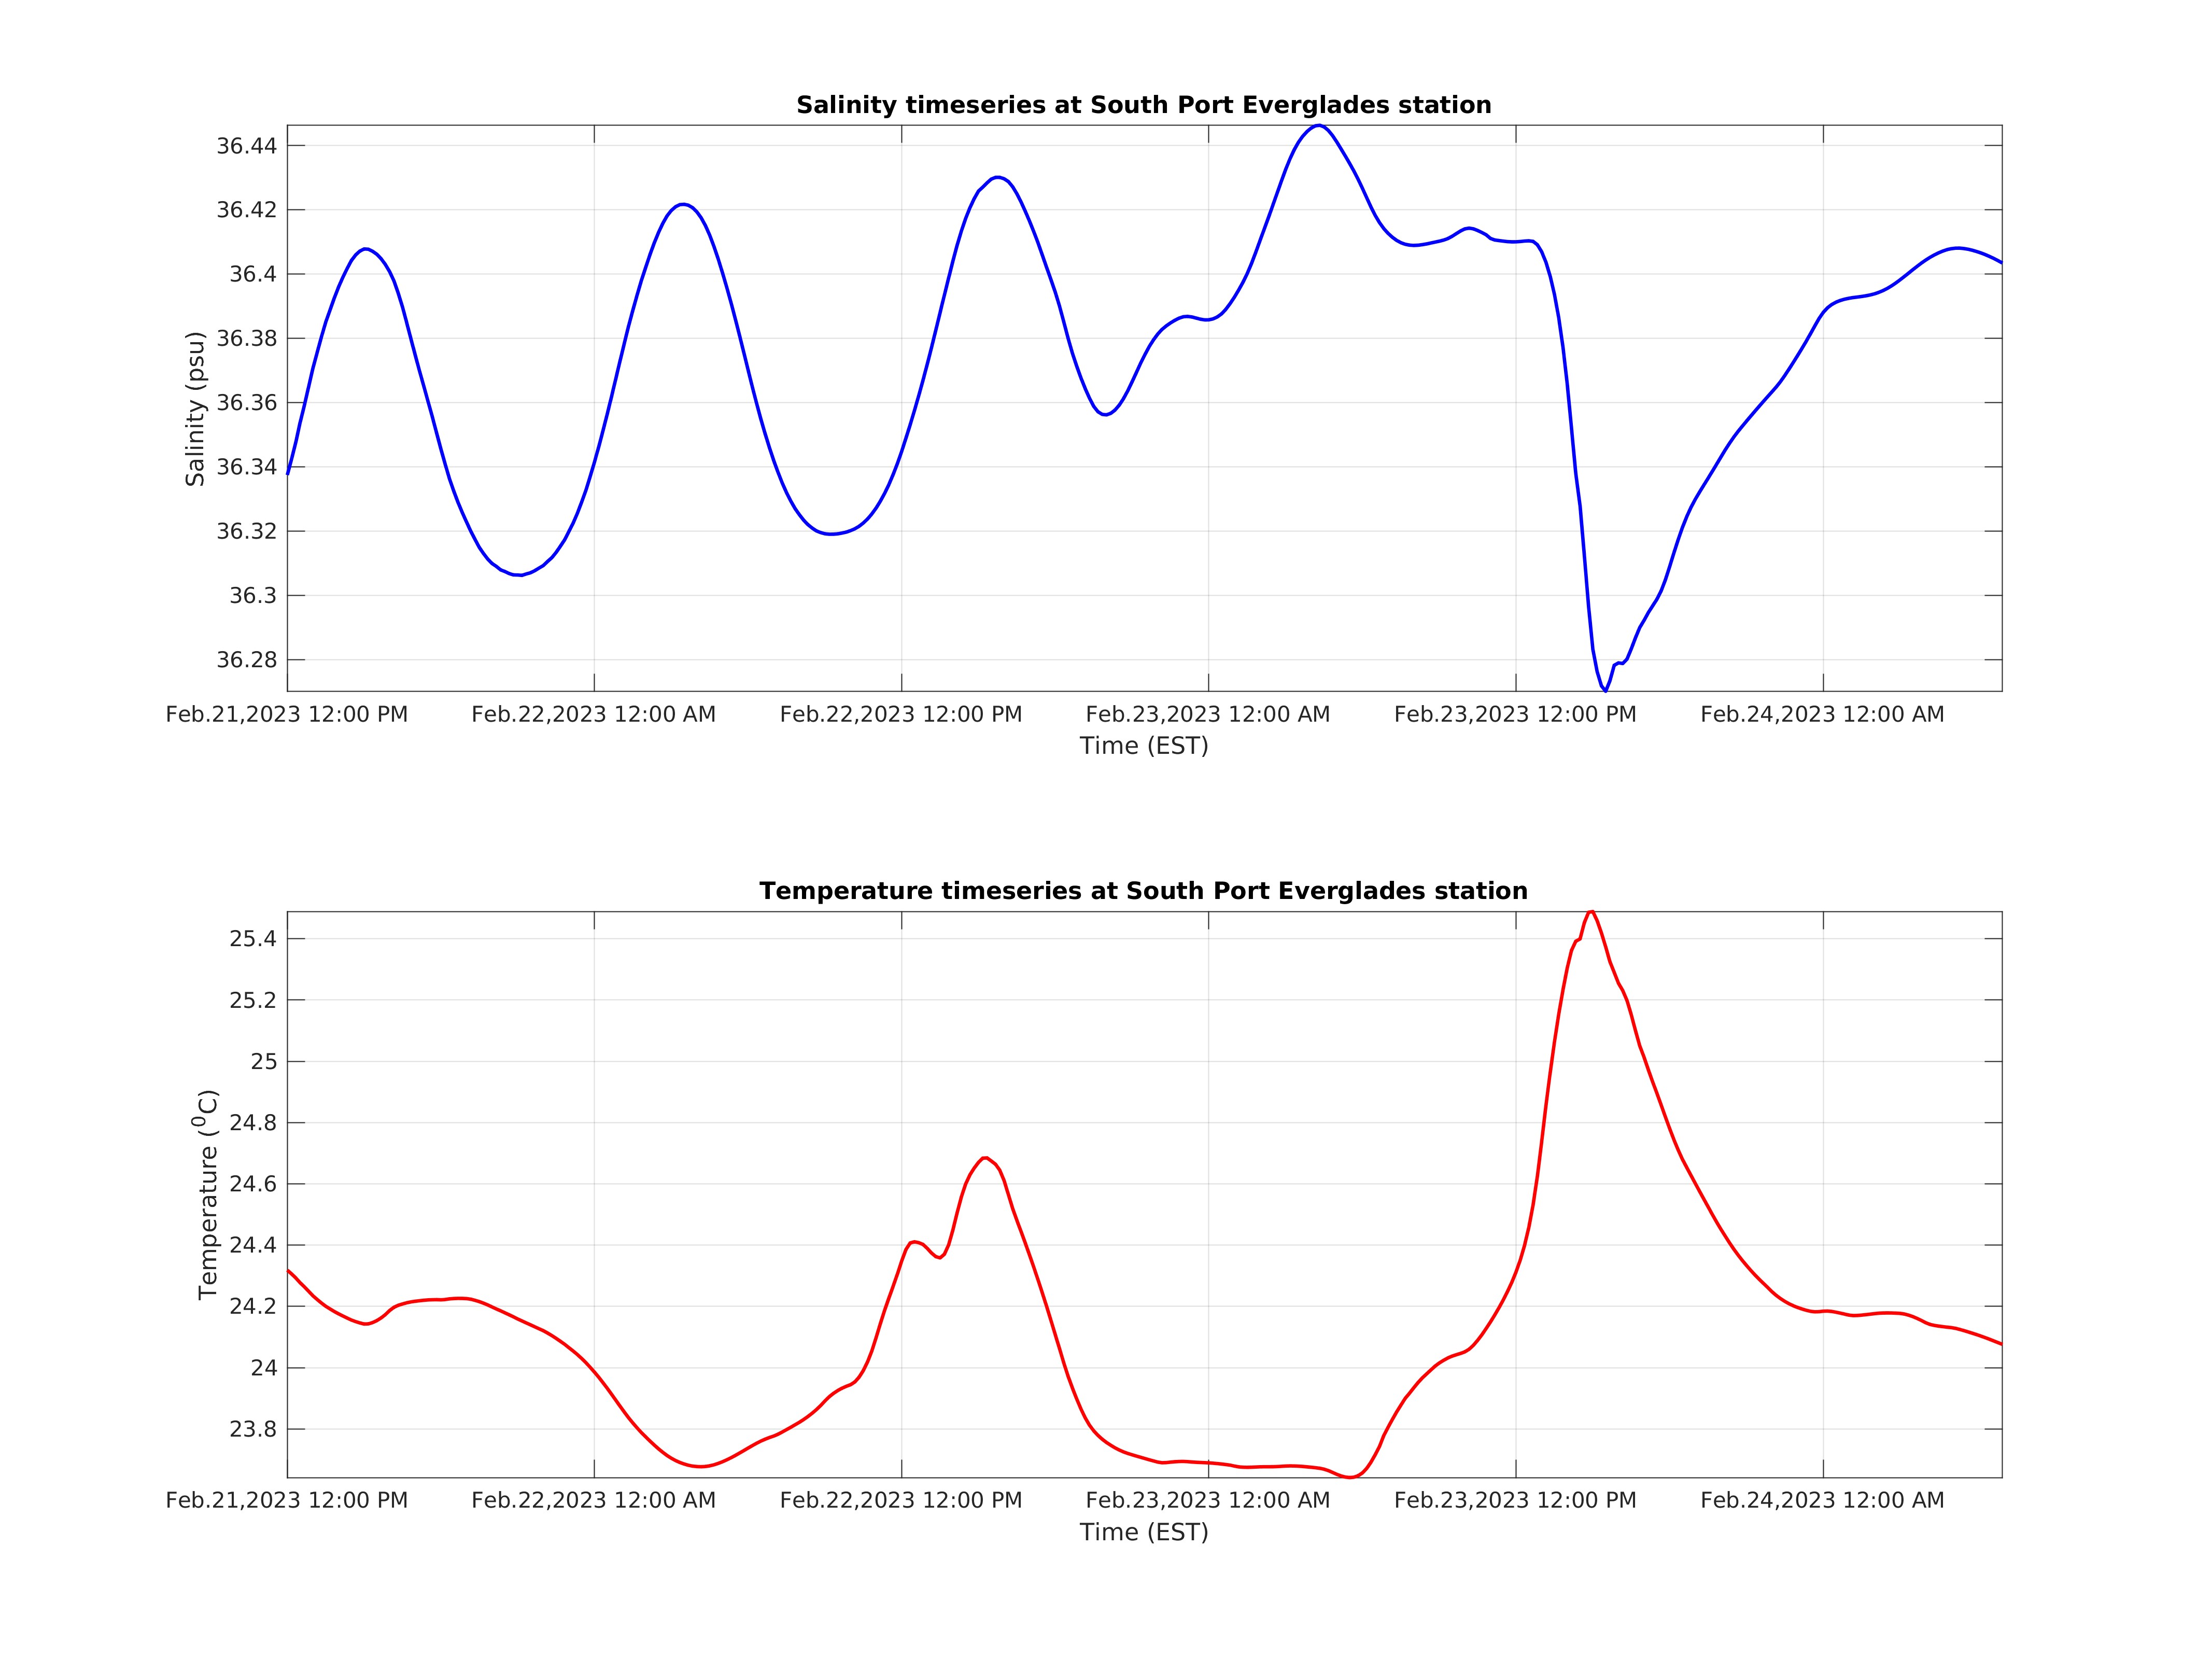 Salinity timeseries at South Port Everglades station
36.44
36.42
36.4
36.38
36.36
36.34
36.32
36.3
36.28
Salinity (psu)
Feb.21,2023 12:00 PM Feb.22,2023 12:00 AM Feb.22,2023 12:00 PM Feb.23,2023 12:00 AM Feb.23,2023 12:00 PM Feb.24,2023 12:00 AM
Time (EST)
Temperature timeseries at South Port Everglades station
25.4
25.2
25
24.8
24.6
24.4
24.2
24
23.8
Temperature (⁰C)
Feb.21,2023 12:00 PM Feb.22,2023 12:00 AM Feb.22,2023 12:00 PM Feb.23,2023 12:00 AM Feb.23,2023 12:00 PM Feb.24,2023 12:00 AM
Time (EST)